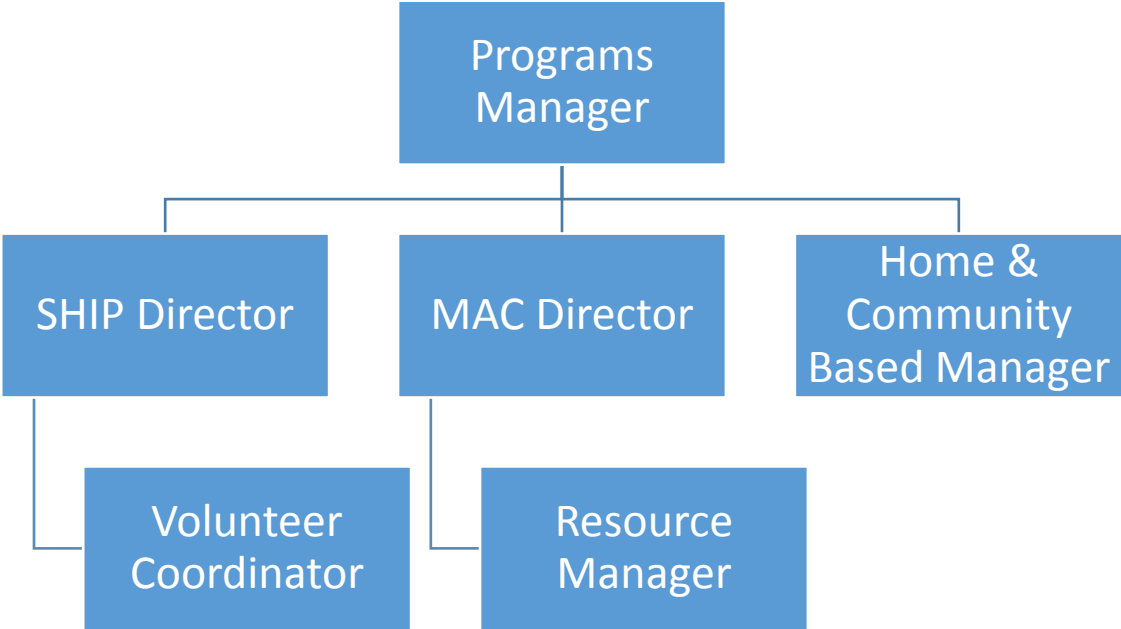 Programs
Manager
SHIP Director
MAC Director
Home &
Community
Based Manager
Volunteer
Coordinator
Resource
Manager